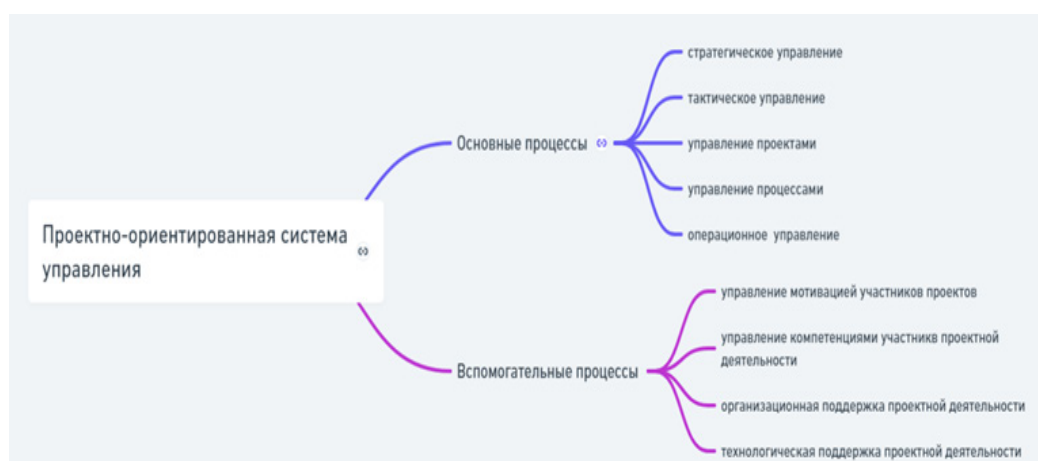 стратегическое управление
тактическое управление
Основные процессы
управление проектами
управление процессами
операционное управление
Проектно-ориентированная система
управления
управление мотивацией участников проектов
управление компетенциями участникв проектной
деятельности
Вспомогательные процессы
организационная поддержка проектной деятельности
технологическая поддержка проектной деятельности